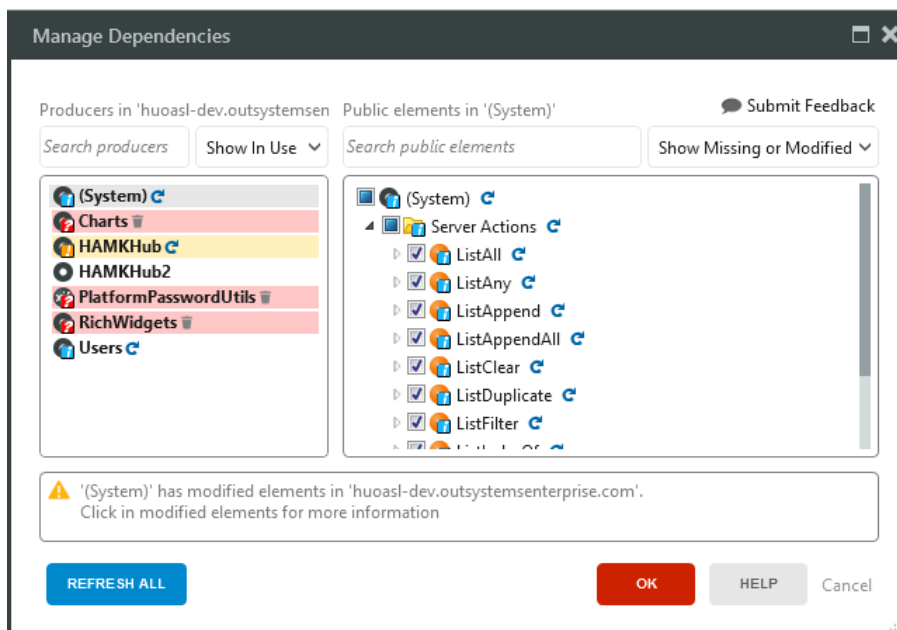 Manage Dependencies
Producers in 'huoasl-dev.outsystemsen
Public elements in '(System)'
Submit Feedback
Search producers
Show In Use
Search public elements
Show Missing or Modified
(System)
Charts
HAMKHub
HAMKHub2
PlatformPasswordUtils
RichWidgets
Users
(System)
Server Actions
ListAll
ListAny
ListAppend
ListAppendAll
ListClear
ListDuplicate
ListFilter
'(System)' has modified elements in 'huoasl-dev.outsystemsenterprise.com'.
Click in modified elements for more information
REFRESH ALL
OK
HELP
Cancel